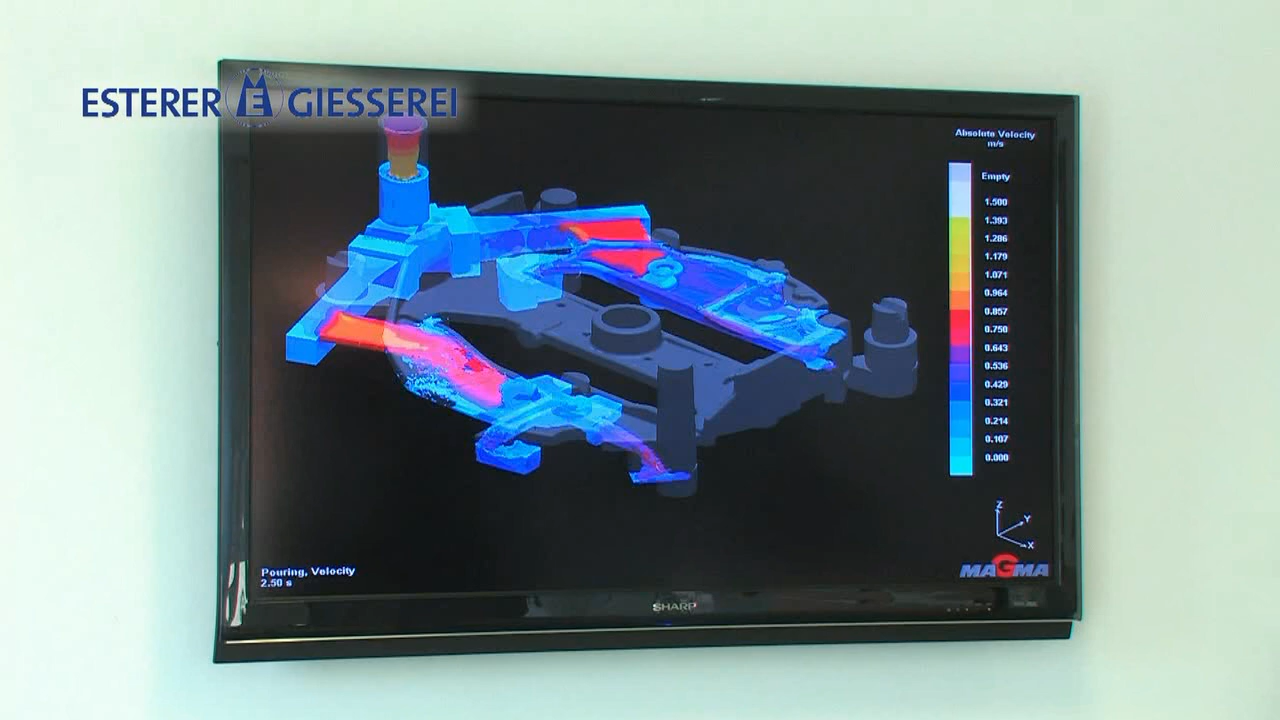 ESTERER E GIESSEREI
Absolute Velocity
m/s
Empty
1.500
1.393
1.286
1.179
1.071
0.964
0.857
0.750
0.643
0.536
0.429
0.321
0.214
0.107
0.000
Z
Y
X
Pouring, Velocity
2.50 s
MAGMA
SHARP